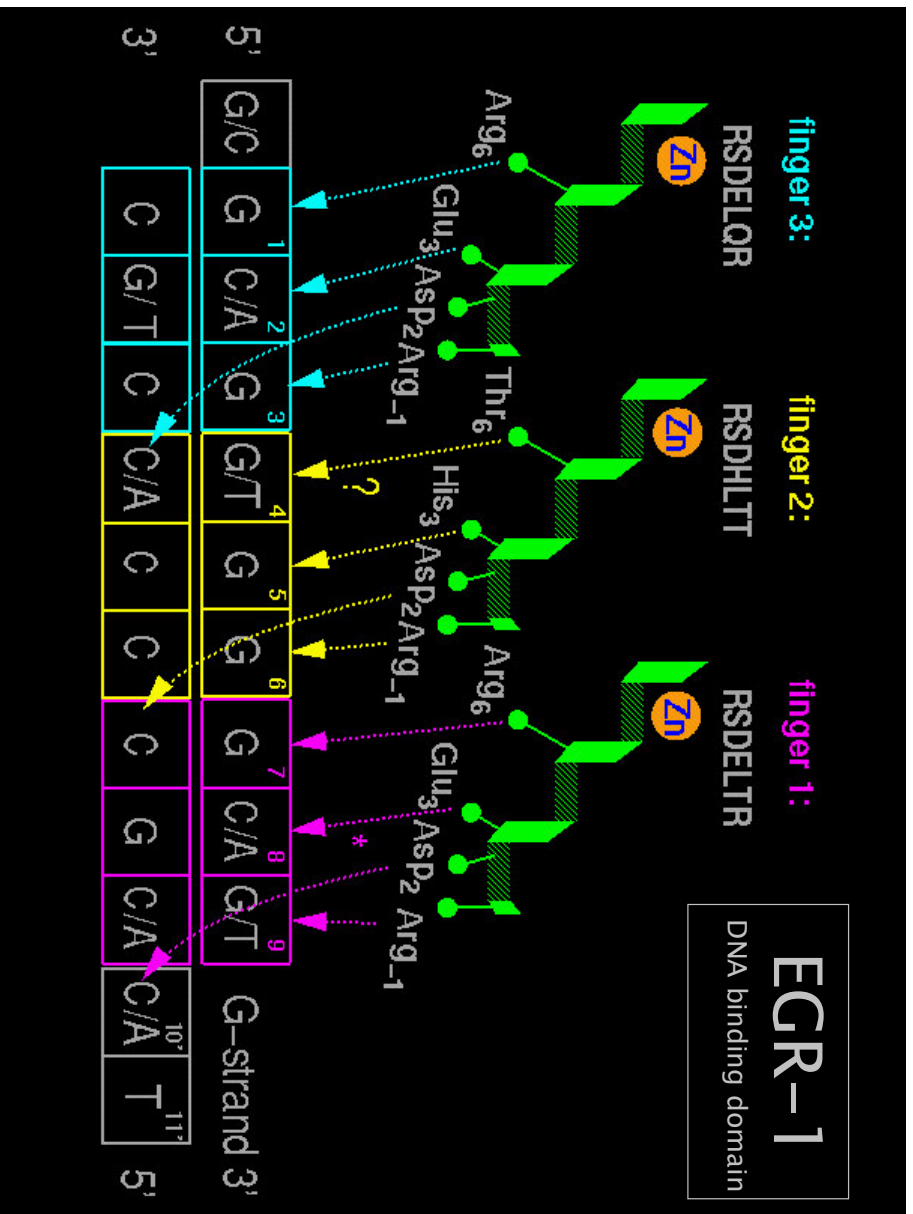 EGR-1
DNA binding domain
finger 3: finger 2: finger 1:
RSDELQR RSDHLTT RSDELTR
Zn Zn Zn
Arg6 Thr6 Arg6
Glu3 Asp2 Arg-1 His3 Asp2 Arg-1 Glu3 Asp2 Arg-1
? *
5' G/C G 1 C/A 2 G 3 G/T 4 G 5 G 6 G 7 C/A 8 G/T 9 G-strand 3'
3' C G/T C C/A C C C G C/A C/A 10' T 11' 5'